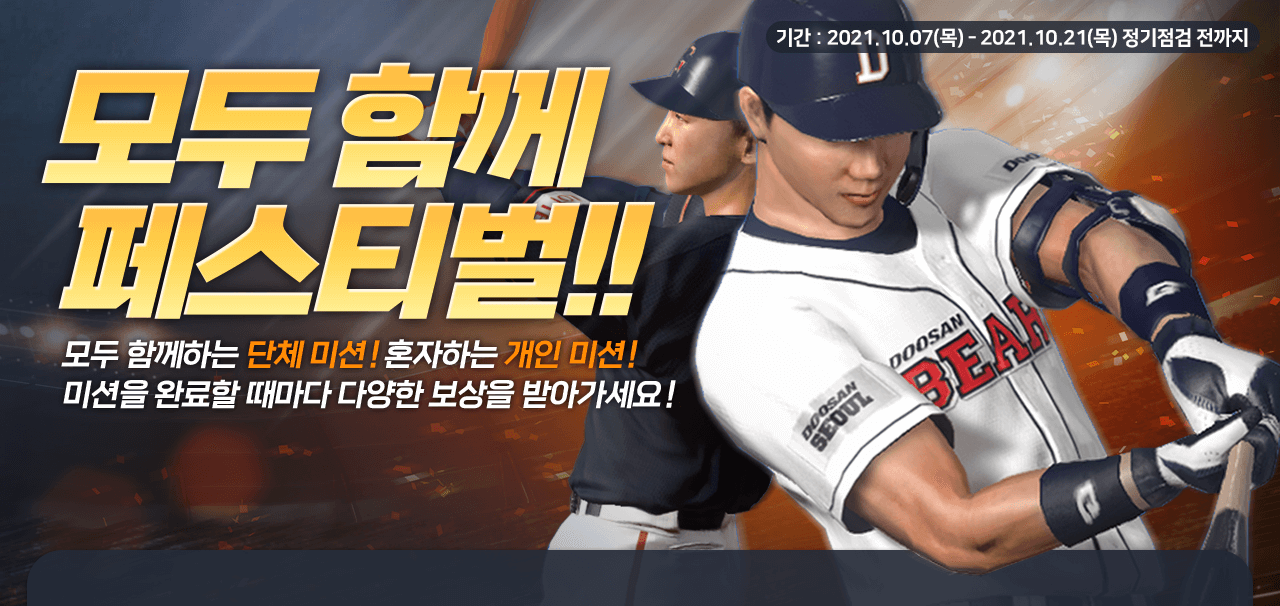 기간 : 2021.10.07(목) - 2021.10.21(목) 정기점검 전까지
모두 함께
페스티벌!!
모두 함께하는 단체 미션! 혼자하는 개인 미션!
미션을 완료할 때마다 다양한 보상을 받아가세요!
D
DOOSAN
BEAR
DOOSAN
SEOUL